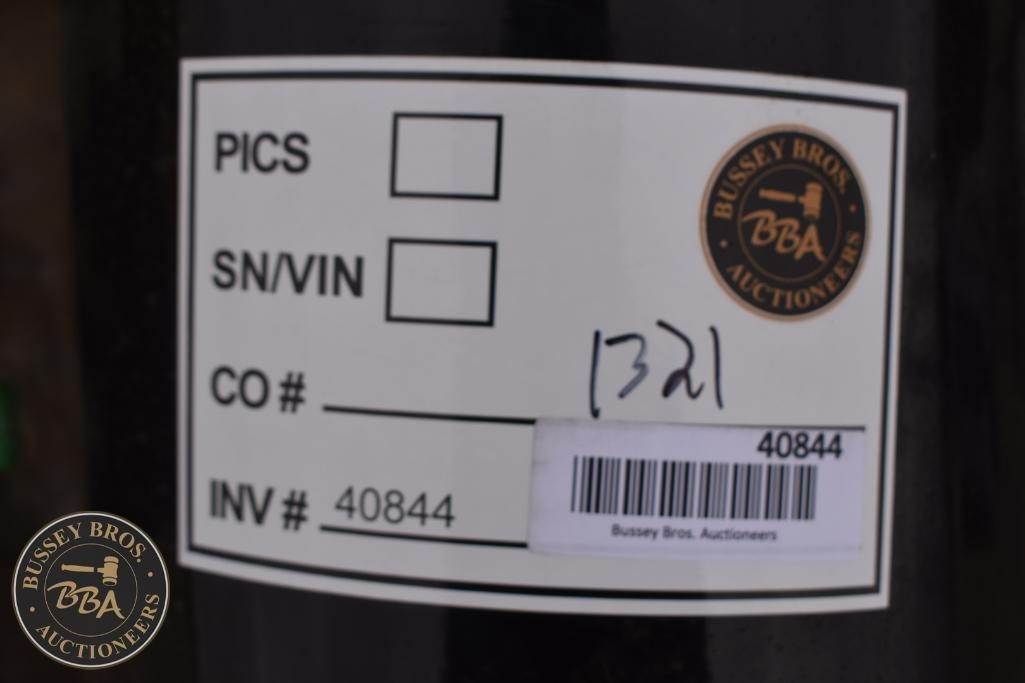 PICS
SN/VIN
CO # 1321
INV # 40844
40844
Bussey Bros. Auctioneers
BUSSEY BROS.
BBA
AUCTIONEERS
BUSSEY BROS.
BBA
AUCTIONEERS